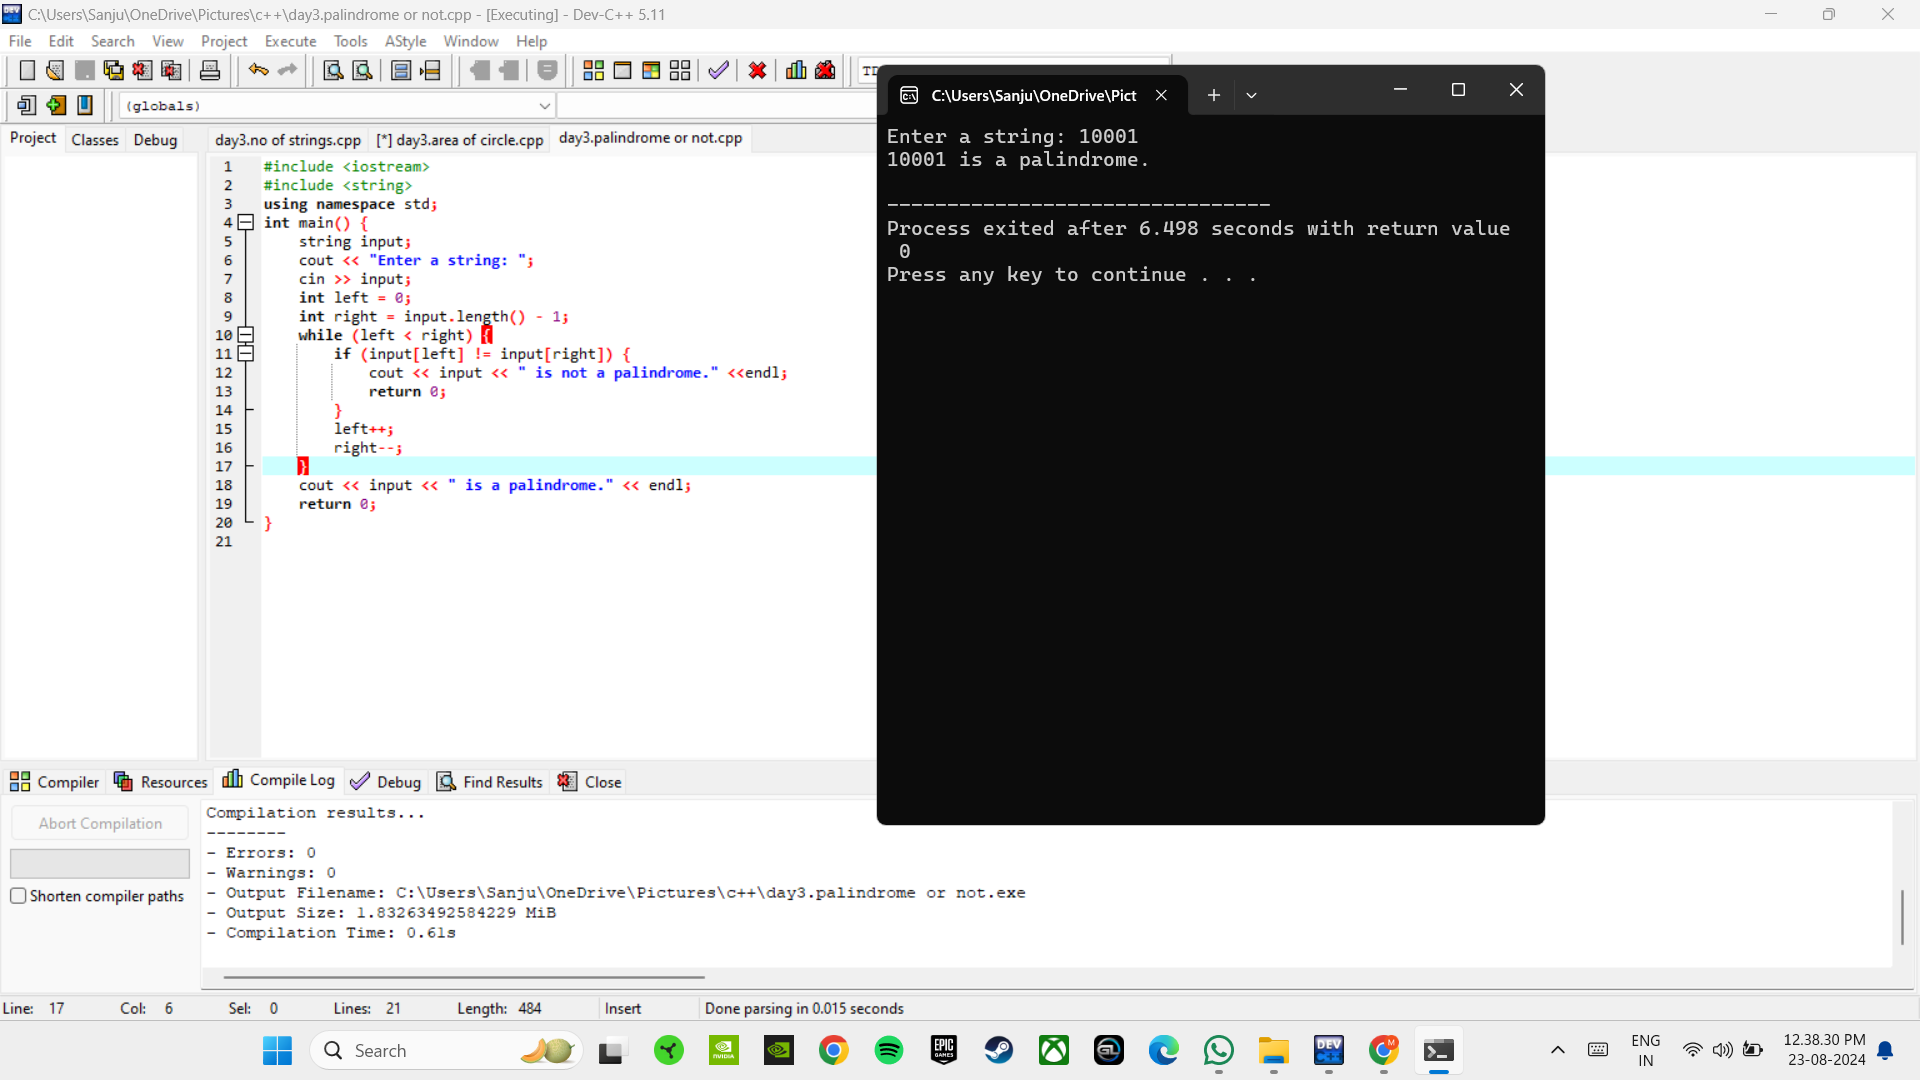 C:\Users\Sanju\OneDrive\Pictures\c++\day3.palindrome or not.cpp - [Executing] - Dev-C++ 5.11
File Edit Search View Project Execute Tools AStyle Window Help
(globals)
Project Classes Debug
day3.no of strings.cpp [*] day3.area of circle.cpp day3.palindrome or not.cpp
1 #include <iostream>
2 #include <string>
3 using namespace std;
4 int main() {
5 string input;
6 cout << "Enter a string: ";
7 cin >> input;
8 int left = 0;
9 int right = input.length() - 1;
10 while (left < right) {
11 if (input[left] != input[right]) {
12 cout << input << " is not a palindrome." <<endl;
13 return 0;
14 }
15 left++;
16 right--;
17 }
18 cout << input << " is a palindrome." << endl;
19 return 0;
20 }
21
C:\Users\Sanju\OneDrive\Pict
Enter a string: 10001
10001 is a palindrome.
--------------------------------
Process exited after 6.498 seconds with return value
0
Press any key to continue . . .
Compiler Resources Compile Log Debug Find Results Close
Abort Compilation
Shorten compiler paths
Compilation results...
--------
- Errors: 0
- Warnings: 0
- Output Filename: C:\Users\Sanju\OneDrive\Pictures\c++\day3.palindrome or not.exe
- Output Size: 1.83263492584229 MiB
- Compilation Time: 0.61s
Line: 17 Col: 6 Sel: 0 Lines: 21 Length: 484 Insert Done parsing in 0.015 seconds
Search
ENG
IN
12.38.30 PM
23-08-2024